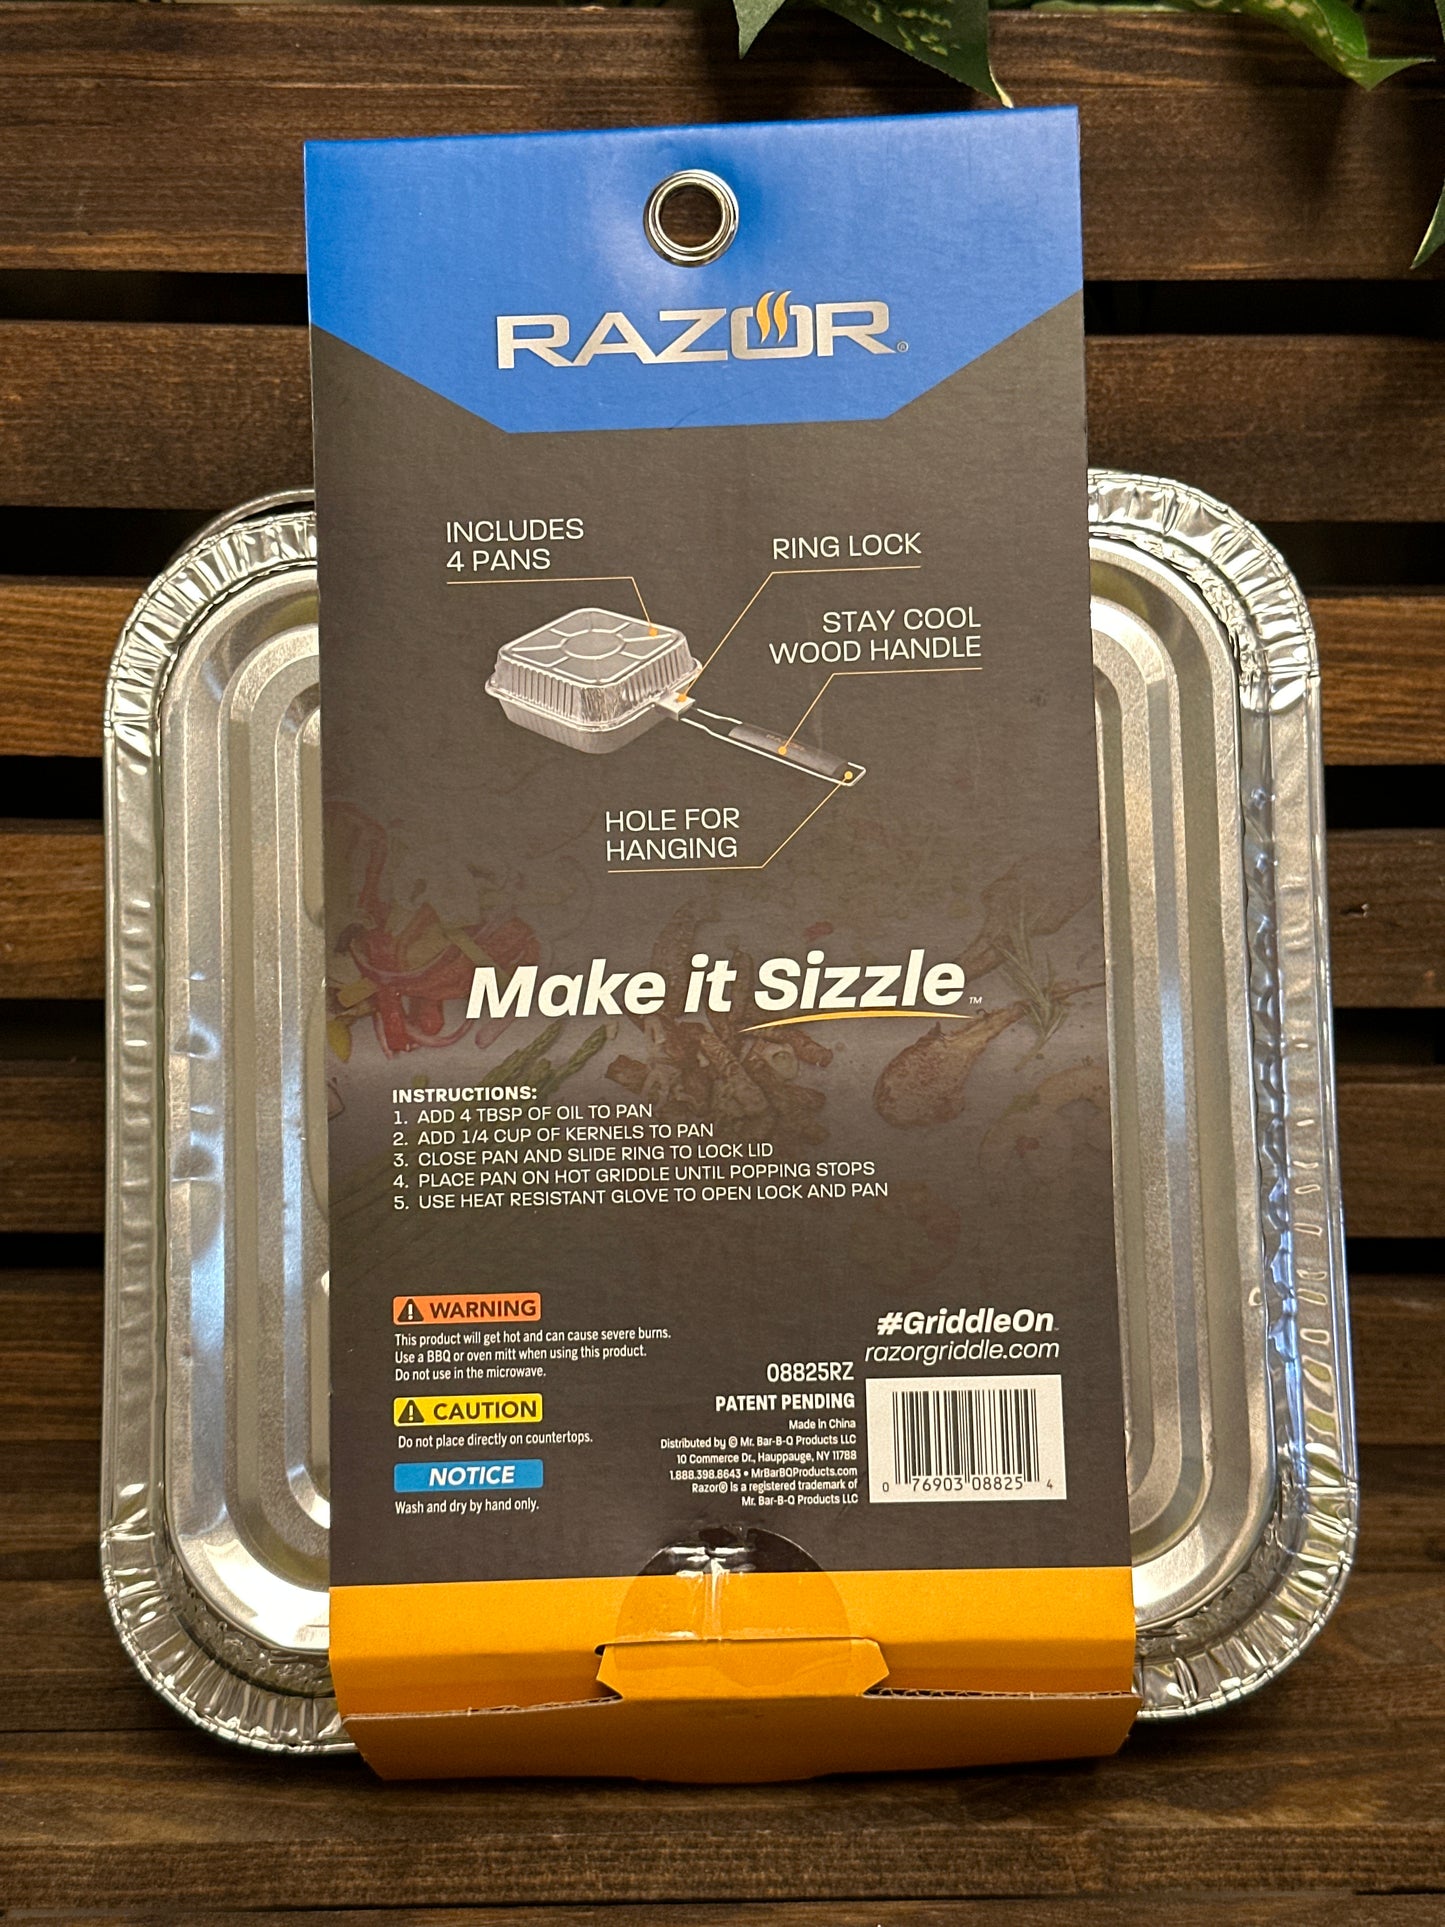 RAZOR®
INCLUDES
4 PANS
RING LOCK
STAY COOL
WOOD HANDLE
HOLE FOR
HANGING
Make it Sizzle™
INSTRUCTIONS:
1. ADD 4 TBSP OF OIL TO PAN
2. ADD 1/4 CUP OF KERNELS TO PAN
3. CLOSE PAN AND SLIDE RING TO LOCK LID
4. PLACE PAN ON HOT GRIDDLE UNTIL POPPING STOPS
5. USE HEAT RESISTANT GLOVE TO OPEN LOCK AND PAN
WARNING
This product will get hot and can cause severe burns.
Use a BBQ or oven mitt when using this product.
Do not use in the microwave.
CAUTION
Do not place directly on countertops.
NOTICE
Wash and dry by hand only.
#GriddleOn
razorgriddle.com
08825RZ
PATENT PENDING
Made in China
Distributed by © Mr. Bar-B-Q Products LLC
10 Commerce Dr., Hauppauge, NY 11788
1.888.398.8643 • MrBarBQProducts.com
Razor® is a registered trademark of
Mr. Bar-B-Q Products LLC
0 76903 08825 4